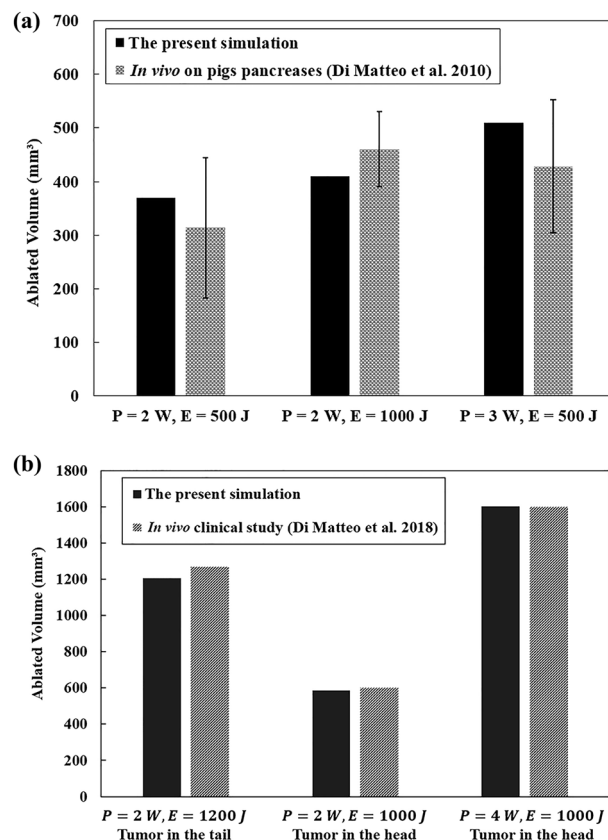 (a)
700
600
500
400
300
200
100
0
Ablated Volume (mm³)
The present simulation
In vivo on pigs pancreases (Di Matteo et al. 2010)
P = 2 W, E = 500 J
P = 2 W, E = 1000 J
P = 3 W, E = 500 J
(b)
1800
1600
1400
1200
1000
800
600
400
200
0
Ablated Volume (mm³)
The present simulation
In vivo clinical study (Di Matteo et al. 2018)
P = 2 W, E = 1200 J
Tumor in the tail
P = 2 W, E = 1000 J
Tumor in the head
P = 4 W, E = 1000 J
Tumor in the head